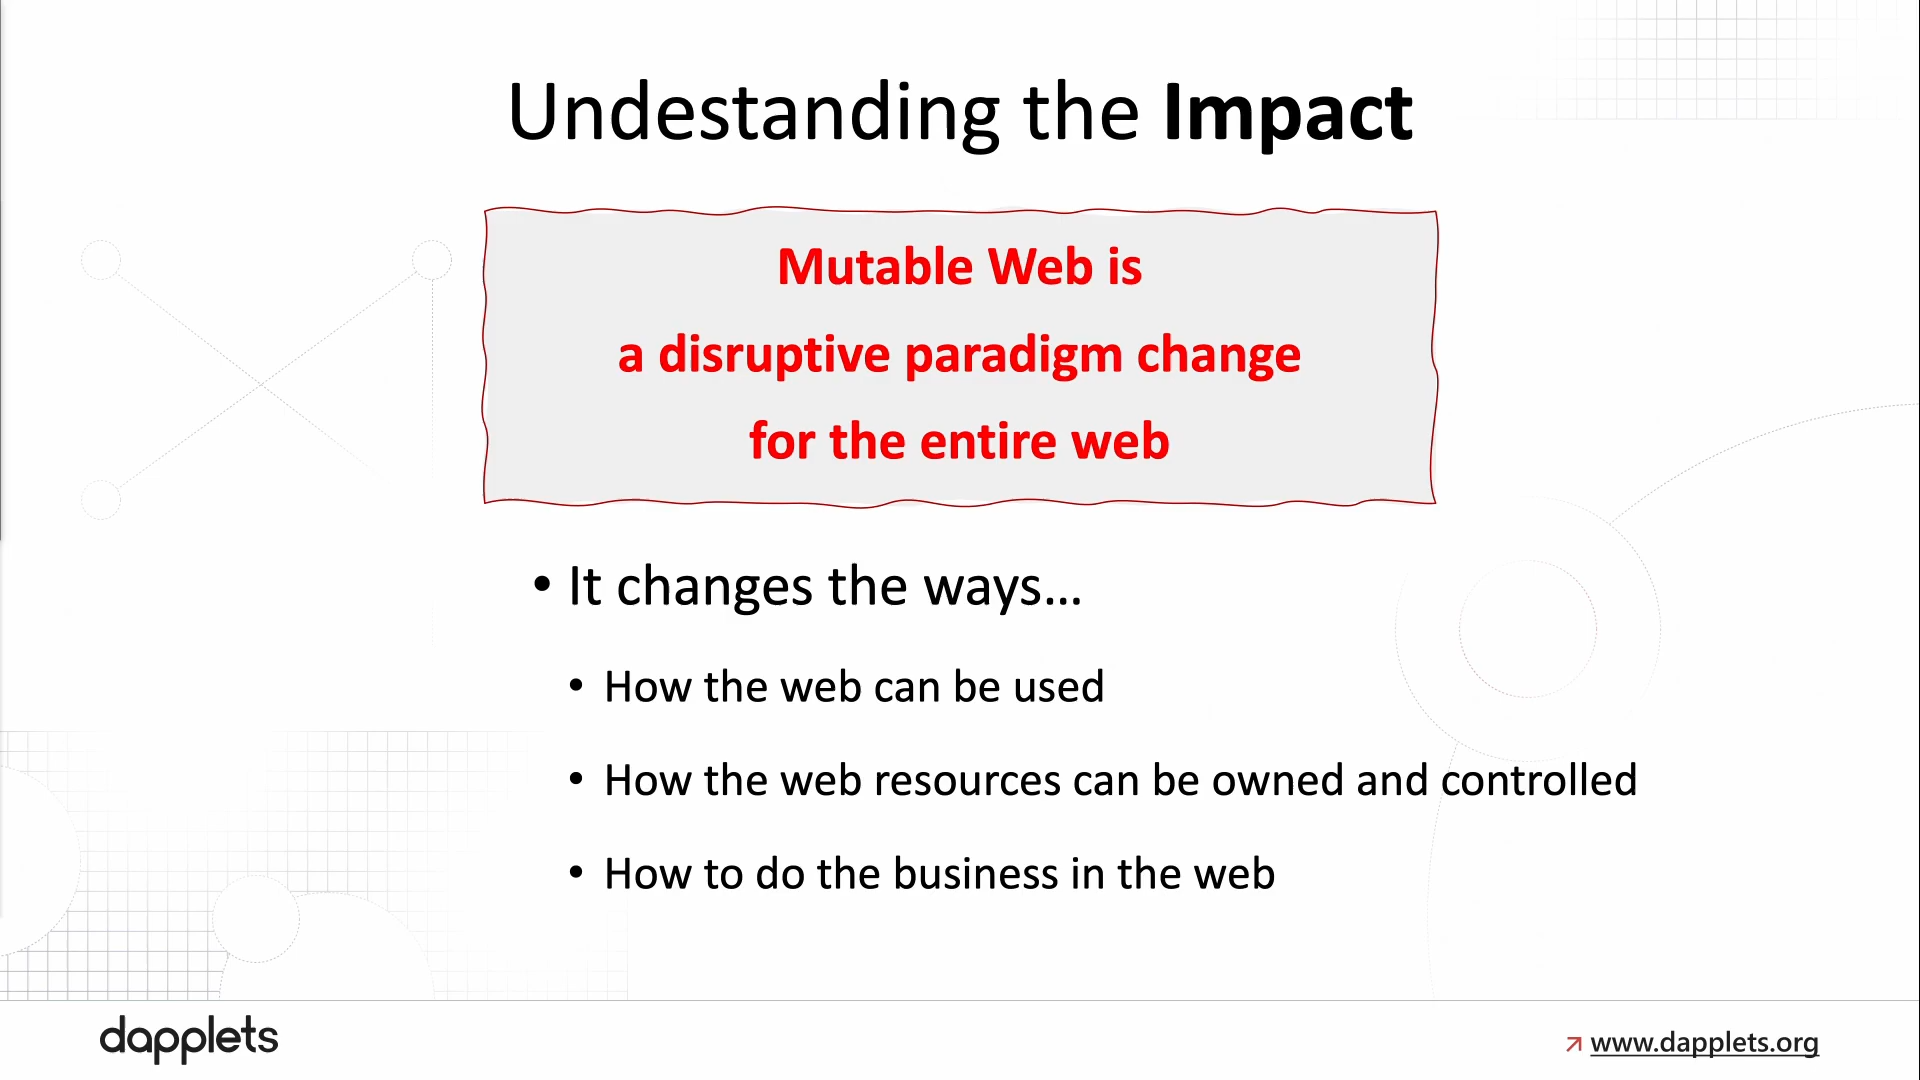 Undestanding the Impact
Mutable Web is
a disruptive paradigm change
for the entire web
• It changes the ways...
• How the web can be used
• How the web resources can be owned and controlled
• How to do the business in the web
dapplets
www.dapplets.org